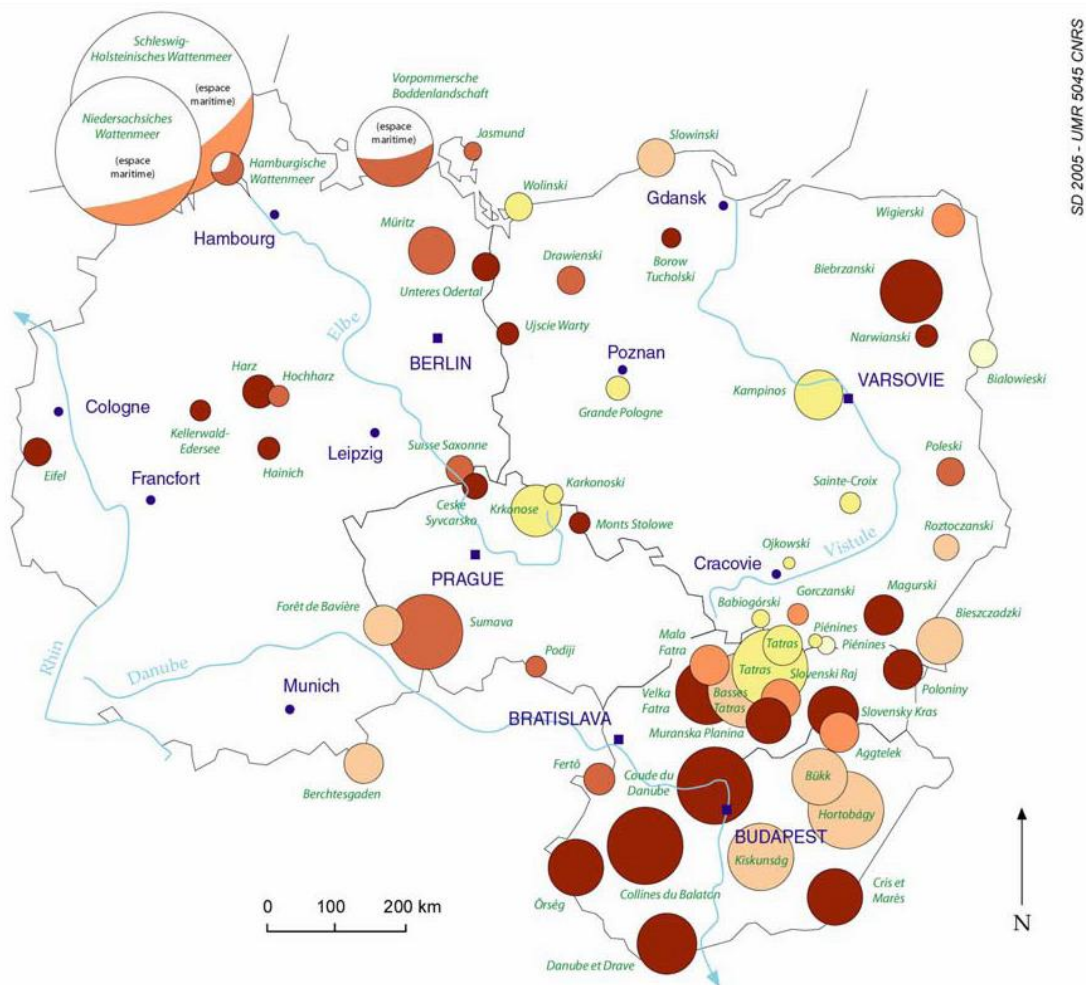 Schleswig-
Holsteinisches Wattenmeer
(espace
maritime)
Niedersachsiches
Wattenmeer
(espace
maritime)
Hamburgische
Wattenmeer
Vorpommersche
Boddenlandschaft
(espace
maritime)
Jasmund
Slowinski
Wolinski
Gdansk
Wigierski
Hambourg
Müritz
Drawienski
Borow
Tucholski
Biebrzanski
Unteres Odertal
Elbe
Ujscie Warty
Narwianski
BERLIN
Poznan
Bialowieski
Harz
Hochharz
Kampinos
VARSOVIE
Cologne
Grande Pologne
Kellerwald-
Edersee
Leipzig
Suisse Saxonne
Poleski
Eifel
Hainich
Francfort
Karkonoski
Sainte-Croix
Ceske
Syvcarsko
Krkonose
Monts Stolowe
Vistule
Roztoczanski
PRAGUE
Ojkowski
Cracovie
Gorczanski
Magurski
Forêt de Bavière
Sumava
Babiogórski
Piénines
Bieszczadzki
Mala
Fatra
Tatras
Piénines
Rhin
Danube
Podiji
Tatras
Slovenski Raj
Poloniny
Munich
Velka
Fatra
Basses
Tatras
Slovensky Kras
BRATISLAVA
Muranska Planina
Aggtelek
Berchtesgaden
Fertö
Coude du
Danube
Bükk
Hortobágy
BUDAPEST
Kiskunság
Örség
Collines du Balaton
Cris et
Marès
Danube et Drave
0 100 200 km
N
SD 2005 - UMR 5045 CNRS